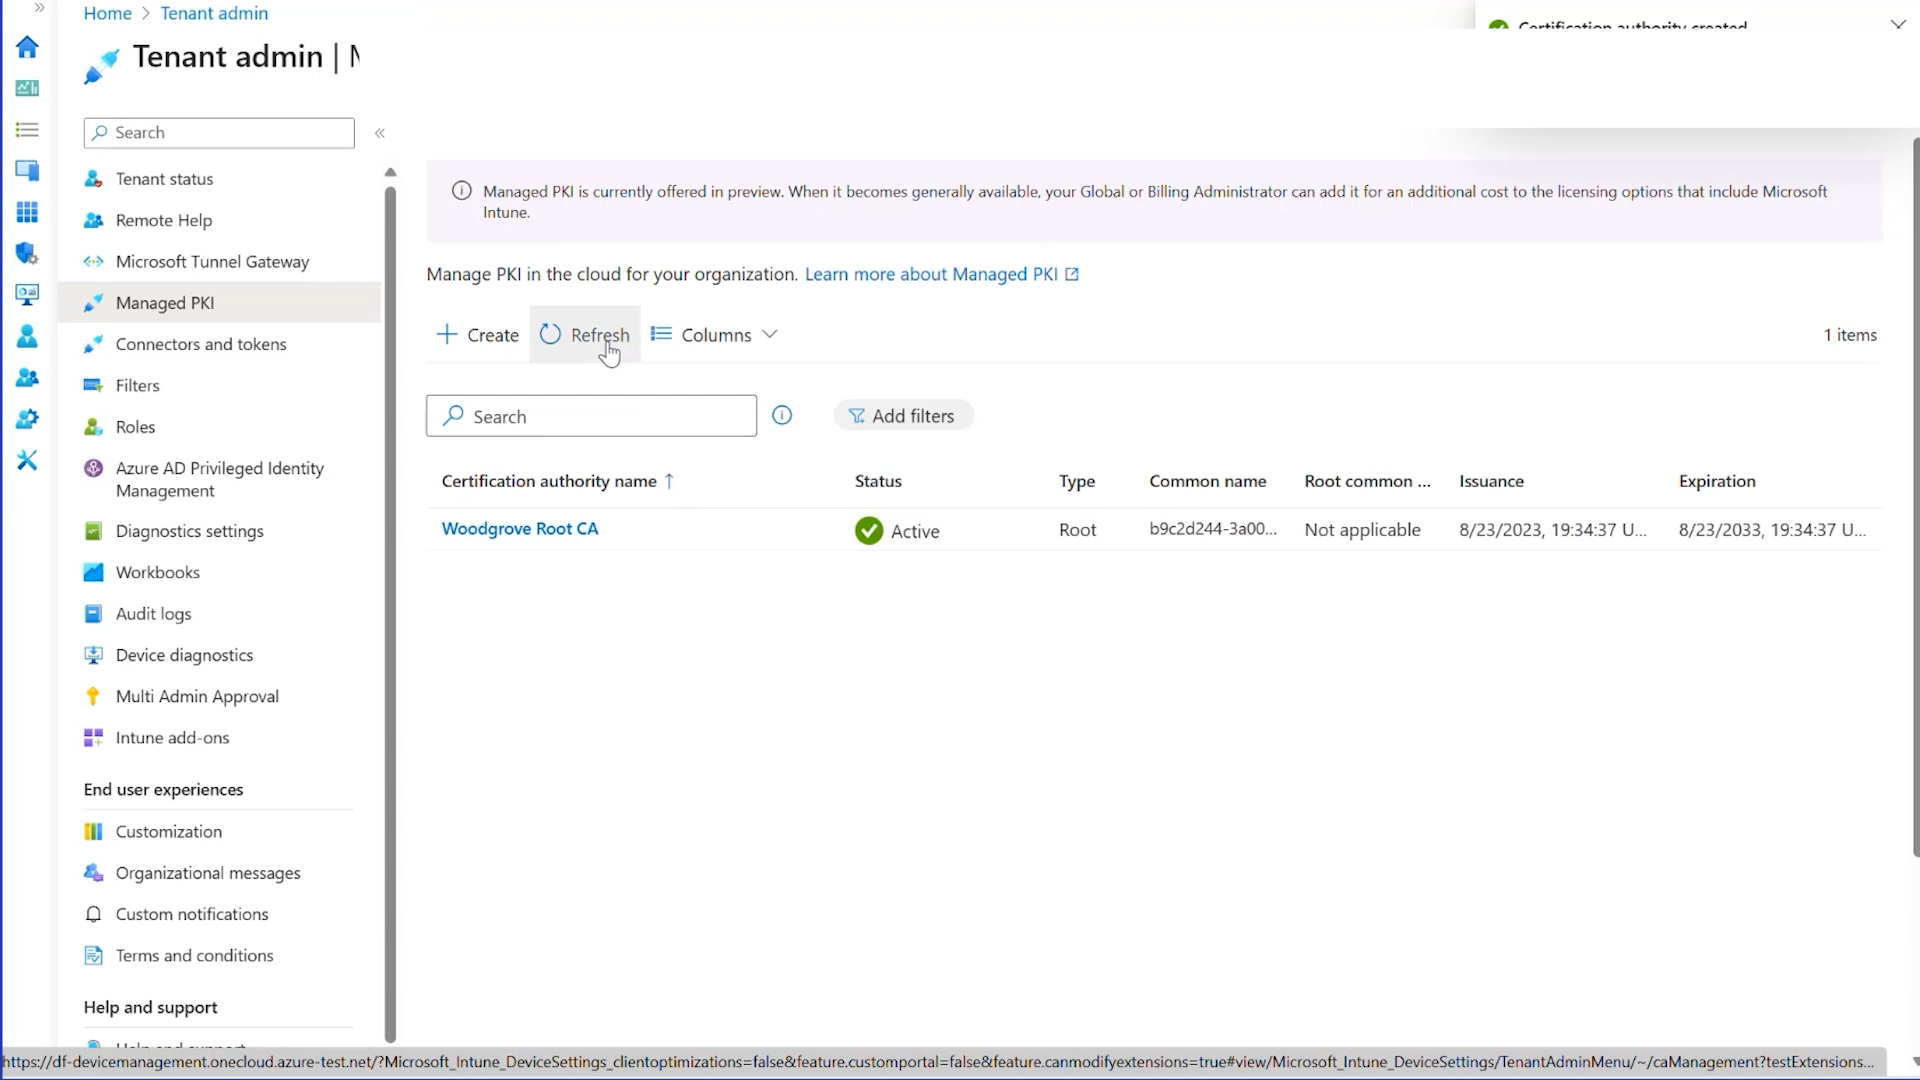 Home > Tenant admin
Certification authority created
Tenant admin |
Search
«
Tenant status
Remote Help
Microsoft Tunnel Gateway
Managed PKI
Connectors and tokens
Filters
Roles
Azure AD Privileged Identity
Management
Diagnostics settings
Workbooks
Audit logs
Device diagnostics
Multi Admin Approval
Intune add-ons
End user experiences
Customization
Organizational messages
Custom notifications
Terms and conditions
Help and support
Help and support
Managed PKI is currently offered in preview. When it becomes generally available, your Global or Billing Administrator can add it for an additional cost to the licensing options that include Microsoft
Intune.
Manage PKI in the cloud for your organization. Learn more about Managed PKI
Create Refresh Columns 1 items
Search Add filters
Certification authority name ↑ Status Type Common name Root common ... Issuance Expiration
Woodgrove Root CA Active Root b9c2d244-3a00... Not applicable 8/23/2023, 19:34:37 U... 8/23/2033, 19:34:37 U...
https://df-devicemanagement.onecloud.azure-test.net/?Microsoft_Intune_DeviceSettings_clientoptimizations=false&feature.customportal=false&feature.canmodifyextensions=true#view/Microsoft_Intune_DeviceSettings/TenantAdminMenu/~/caManagement?testExtensions...